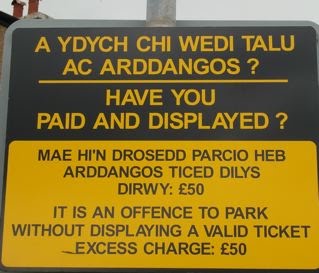 A YDYCH CHI WEDI TALU
AC ARDDANGOS ?
HAVE YOU
PAID AND DISPLAYED ?
MAE HI'N DROSEDD PARCIO HEB
ARDDANGOS TICED DILYS
DIRWY: £50
IT IS AN OFFENCE TO PARK
WITHOUT DISPLAYING A VALID TICKET
EXCESS CHARGE: £50